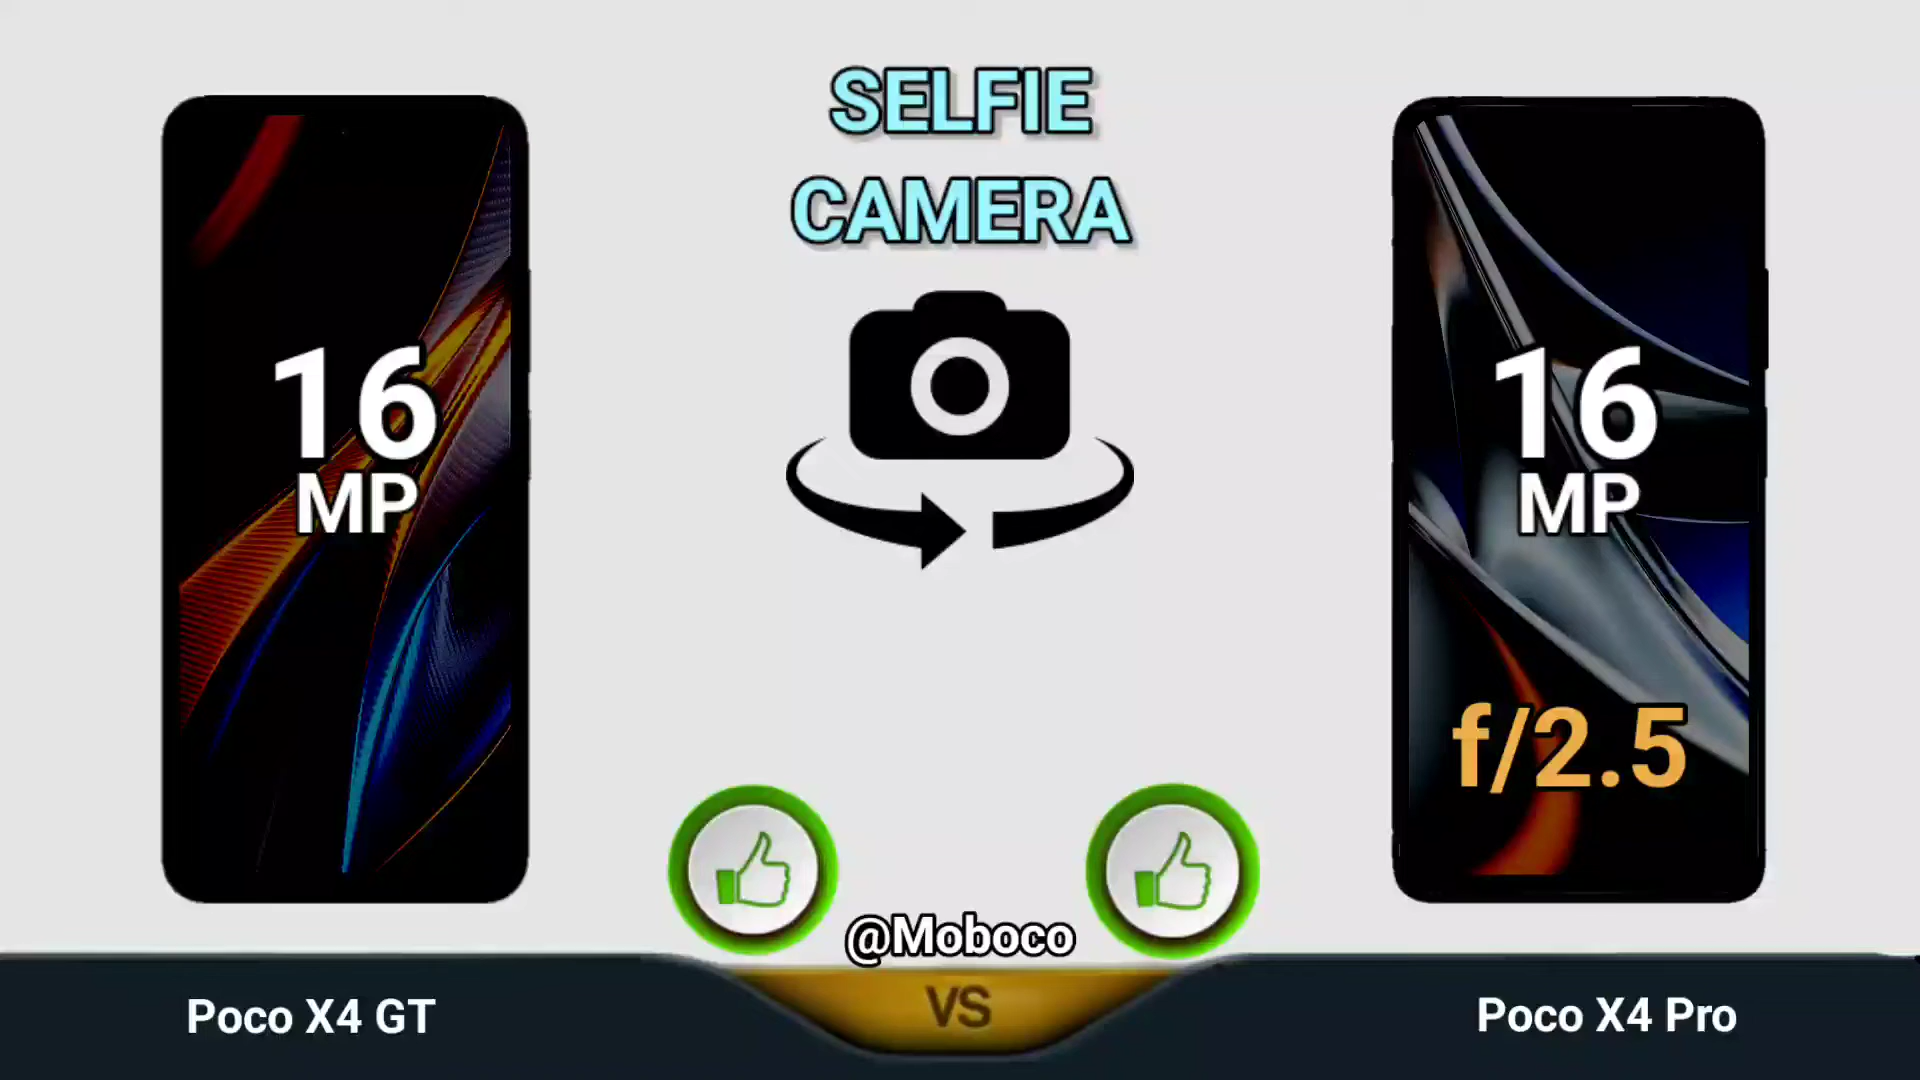 SELFIE
CAMERA
16
MP
16
MP
f/2.5
@Moboco
VS
Poco X4 GT
Poco X4 Pro